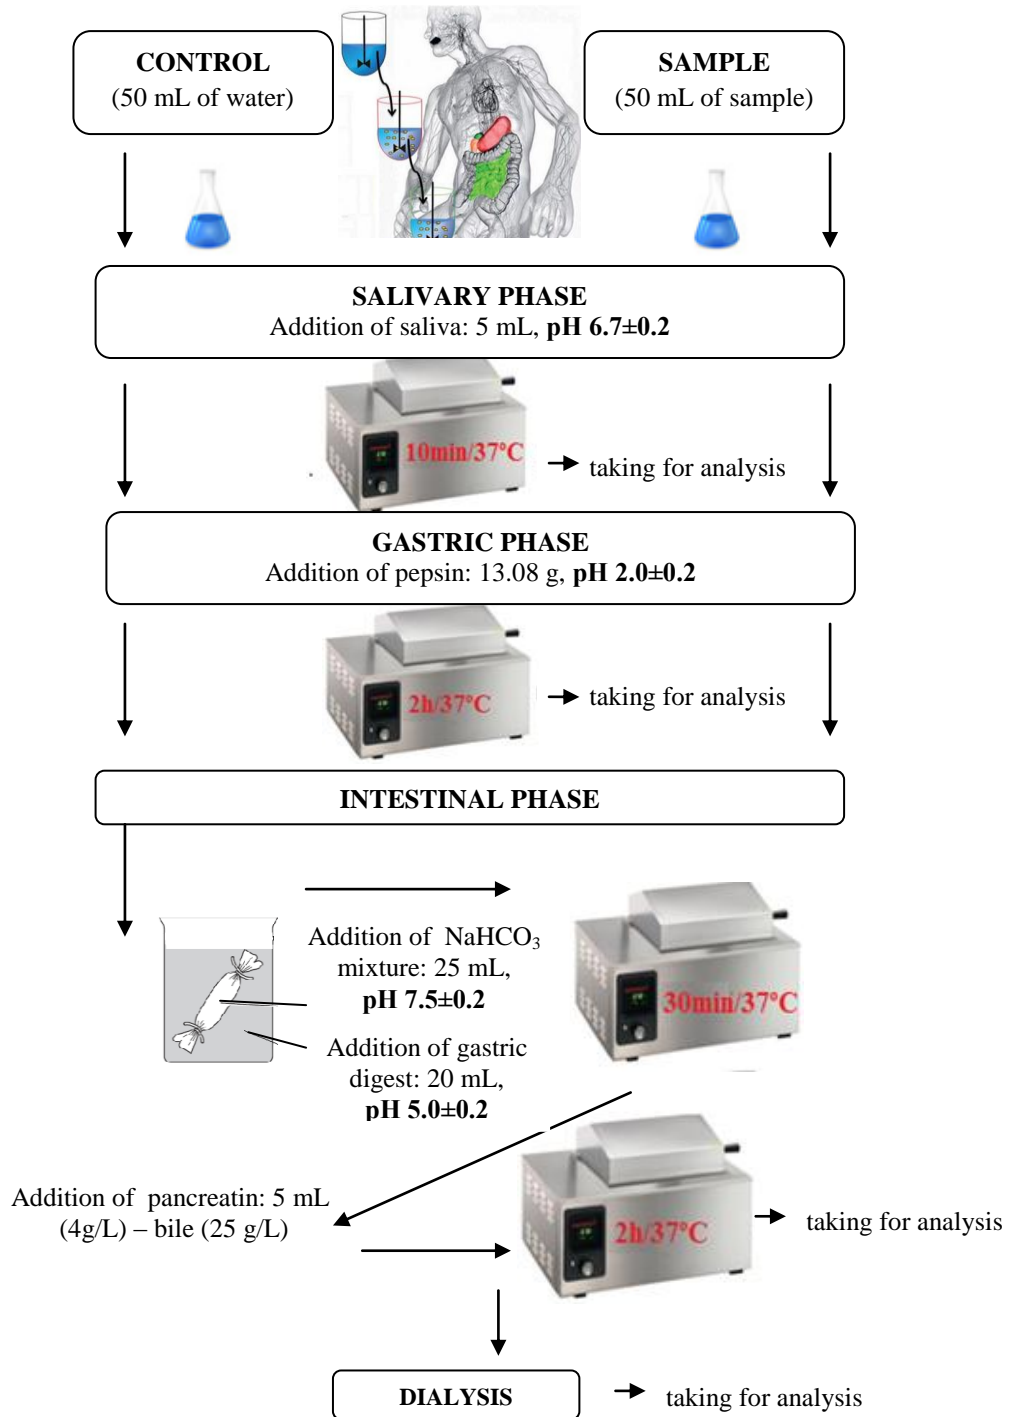 CONTROL
(50 mL of water)
SAMPLE
(50 mL of sample)
SALIVARY PHASE
Addition of saliva: 5 mL, pH 6.7±0.2
10min/37ºC
taking for analysis
GASTRIC PHASE
Addition of pepsin: 13.08 g, pH 2.0±0.2
2h/37ºC
taking for analysis
INTESTINAL PHASE
Addition of NaHCO₃
mixture: 25 mL,
pH 7.5±0.2
30min/37ºC
Addition of gastric
digest: 20 mL,
pH 5.0±0.2
Addition of pancreatin: 5 mL
(4g/L) – bile (25 g/L)
2h/37ºC
taking for analysis
DIALYSIS
taking for analysis